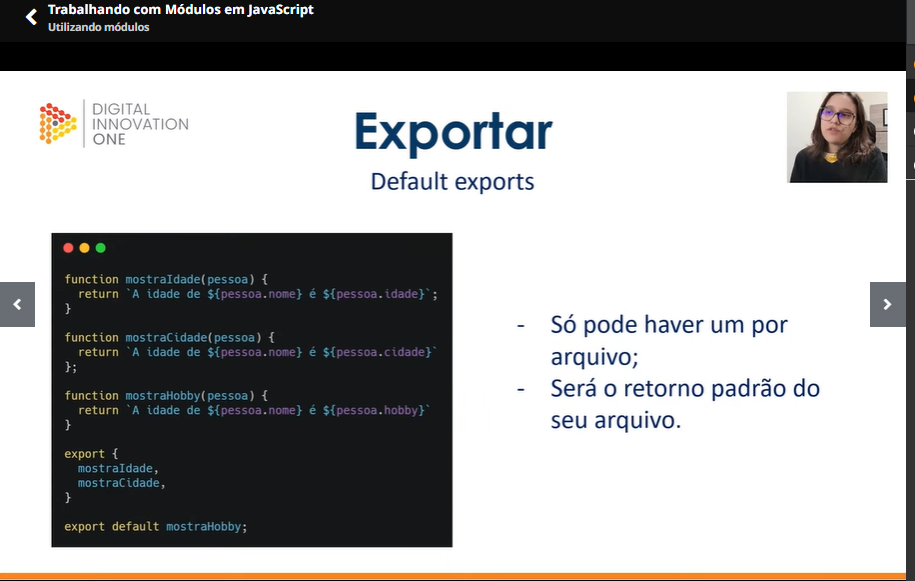 Trabalhando com Módulos em JavaScript
Utilizando módulos
DIGITAL
INNOVATION
ONE
Exportar
Default exports
function mostraIdade(pessoa) {
  return `A idade de ${pessoa.nome} é ${pessoa.idade}`;
}
function mostraCidade(pessoa) {
  return `A idade de ${pessoa.nome} é ${pessoa.cidade}`
};
function mostraHobby(pessoa) {
  return `A idade de ${pessoa.nome} é ${pessoa.hobby}`
}
export {
  mostraIdade,
  mostraCidade,
}
export default mostraHobby;
- Só pode haver um por
arquivo;
- Será o retorno padrão do
seu arquivo.